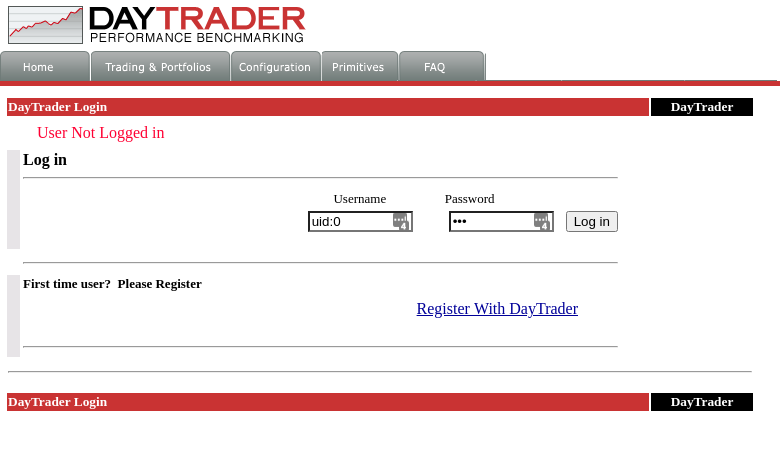 DAYTRADER
PERFORMANCE BENCHMARKING
Home Trading & Portfolios Configuration Primitives FAQ
DayTrader Login DayTrader
User Not Logged in
Log in
Username Password
uid:0 ••• Log in
First time user?  Please Register
Register With DayTrader
DayTrader Login DayTrader